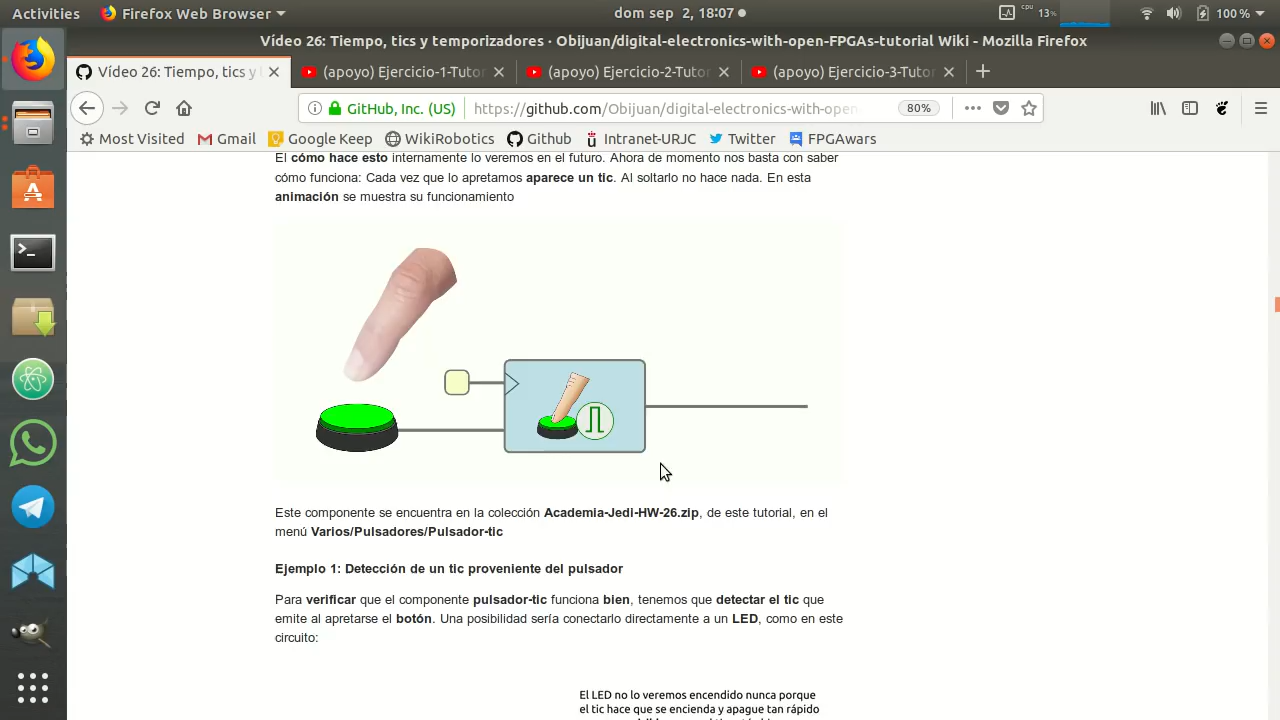 Activities Firefox Web Browser dom sep 2, 18:07 cpu 13% 100 %
Vídeo 26: Tiempo, tics y temporizadores · Obijuan/digital-electronics-with-open-FPGAs-tutorial Wiki - Mozilla Firefox
Vídeo 26: Tiempo, tics y t (apoyo) Ejercicio-1-Tutor (apoyo) Ejercicio-2-Tutor (apoyo) Ejercicio-3-Tutor
GitHub, Inc. (US) https://github.com/Obijuan/digital-electronics-with-open- 80%
Most Visited Gmail Google Keep WikiRobotics Github Intranet-URJC Twitter FPGAwars
El cómo hace esto internamente lo veremos en el futuro. Ahora de momento nos basta con saber
cómo funciona: Cada vez que lo apretamos aparece un tic. Al soltarlo no hace nada. En esta
animación se muestra su funcionamiento
Este componente se encuentra en la colección Academia-Jedi-HW-26.zip, de este tutorial, en el
menú Varios/Pulsadores/Pulsador-tic
Ejemplo 1: Detección de un tic proveniente del pulsador
Para verificar que el componente pulsador-tic funciona bien, tenemos que detectar el tic que
emite al apretarse el botón. Una posibilidad sería conectarlo directamente a un LED, como en este
circuito:
El LED no lo veremos encendido nunca porque
el tic hace que se encienda y apague tan rápido